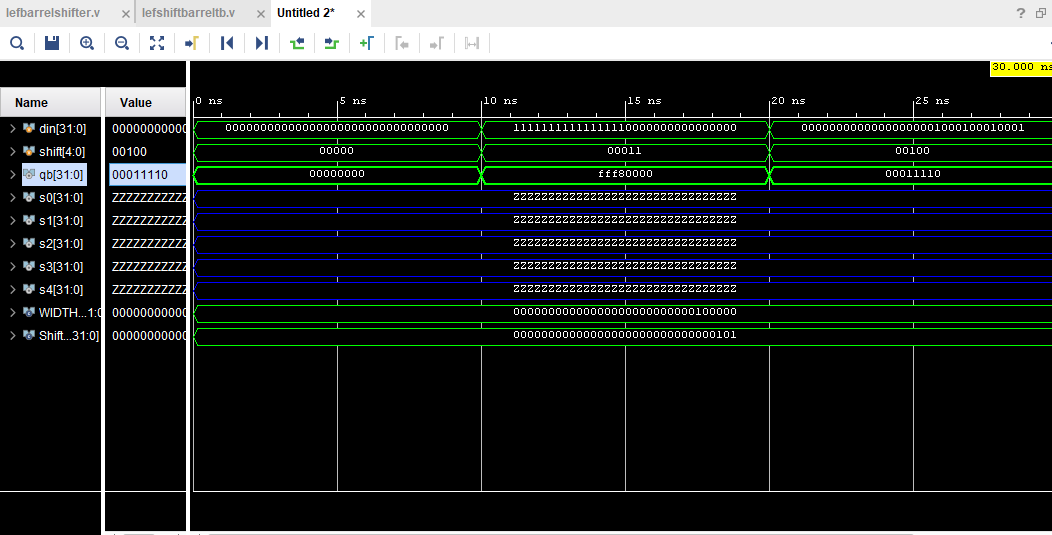 lefbarrelshifter.v
lefshiftbarreltb.v
Untitled 2*
?
30.000 ns
Name Value
0 ns 5 ns 10 ns 15 ns 20 ns 25 ns
din[31:0] 00000000000 00000000000000000000000000000000 11111111111111110000000000000000 00000000000000000001000100010001
shift[4:0] 00100 00000 00011 00100
qb[31:0] 00011110 00000000 fff80000 00011110
s0[31:0] ZZZZZZZZZZZ ZZZZZZZZZZZZZZZZZZZZZZZZZZZZZZZZ
s1[31:0] ZZZZZZZZZZZ ZZZZZZZZZZZZZZZZZZZZZZZZZZZZZZZZ
s2[31:0] ZZZZZZZZZZZ ZZZZZZZZZZZZZZZZZZZZZZZZZZZZZZZZ
s3[31:0] ZZZZZZZZZZZ ZZZZZZZZZZZZZZZZZZZZZZZZZZZZZZZZ
s4[31:0] ZZZZZZZZZZZ ZZZZZZZZZZZZZZZZZZZZZZZZZZZZZZZZ
WIDTH...1:0 00000000000 00000000000000000000000000100000
Shift...31:0] 00000000000 00000000000000000000000000000101